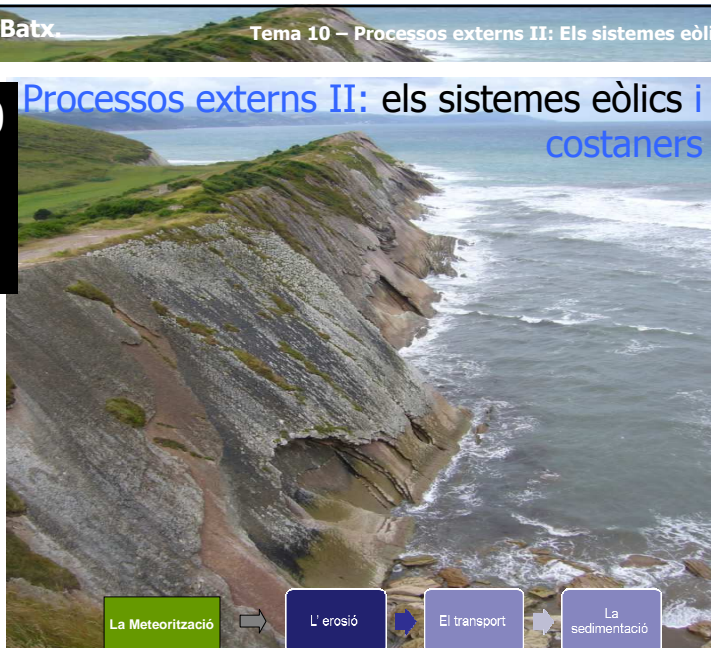 Batx.
Tema 10 – Processos externs II: Els sistemes
Processos externs II: els sistemes eòlics i
costaners
La Meteorització
L' erosió
El transport
La
sedimentació